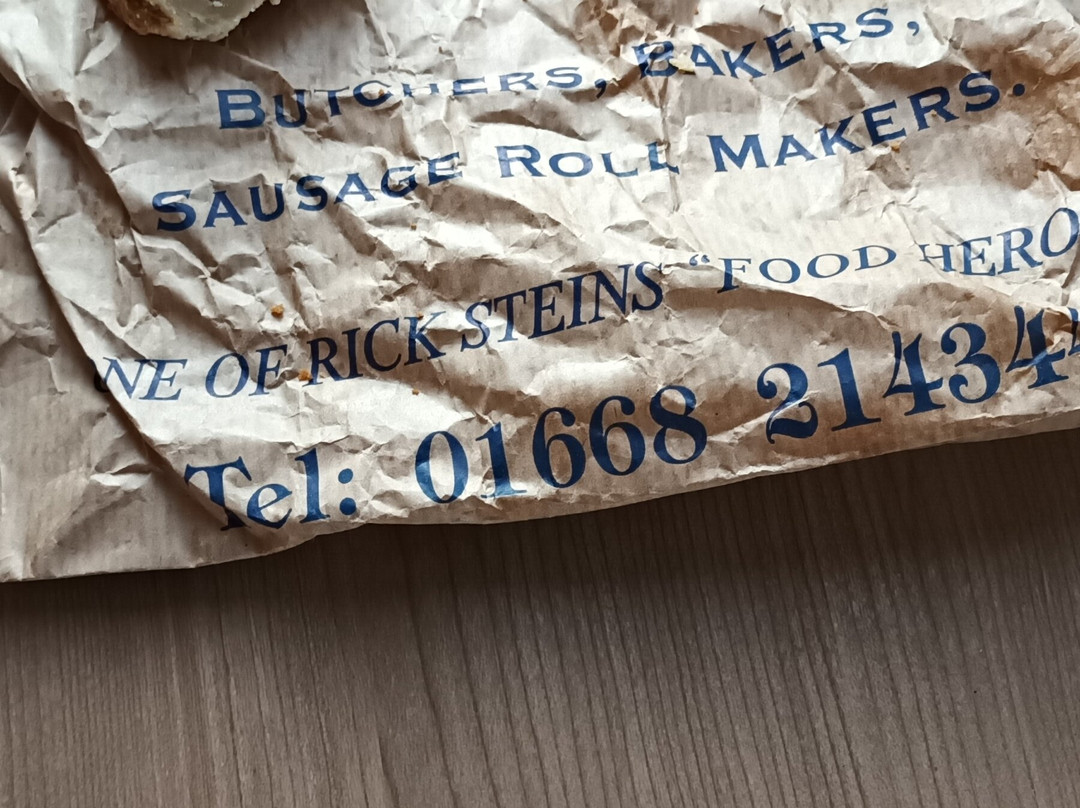 BUTCHERS, BAKERS,
SAUSAGE ROLL MAKERS.
NE OF RICK STEINS “FOOD HERO
Tel: 01668 21434